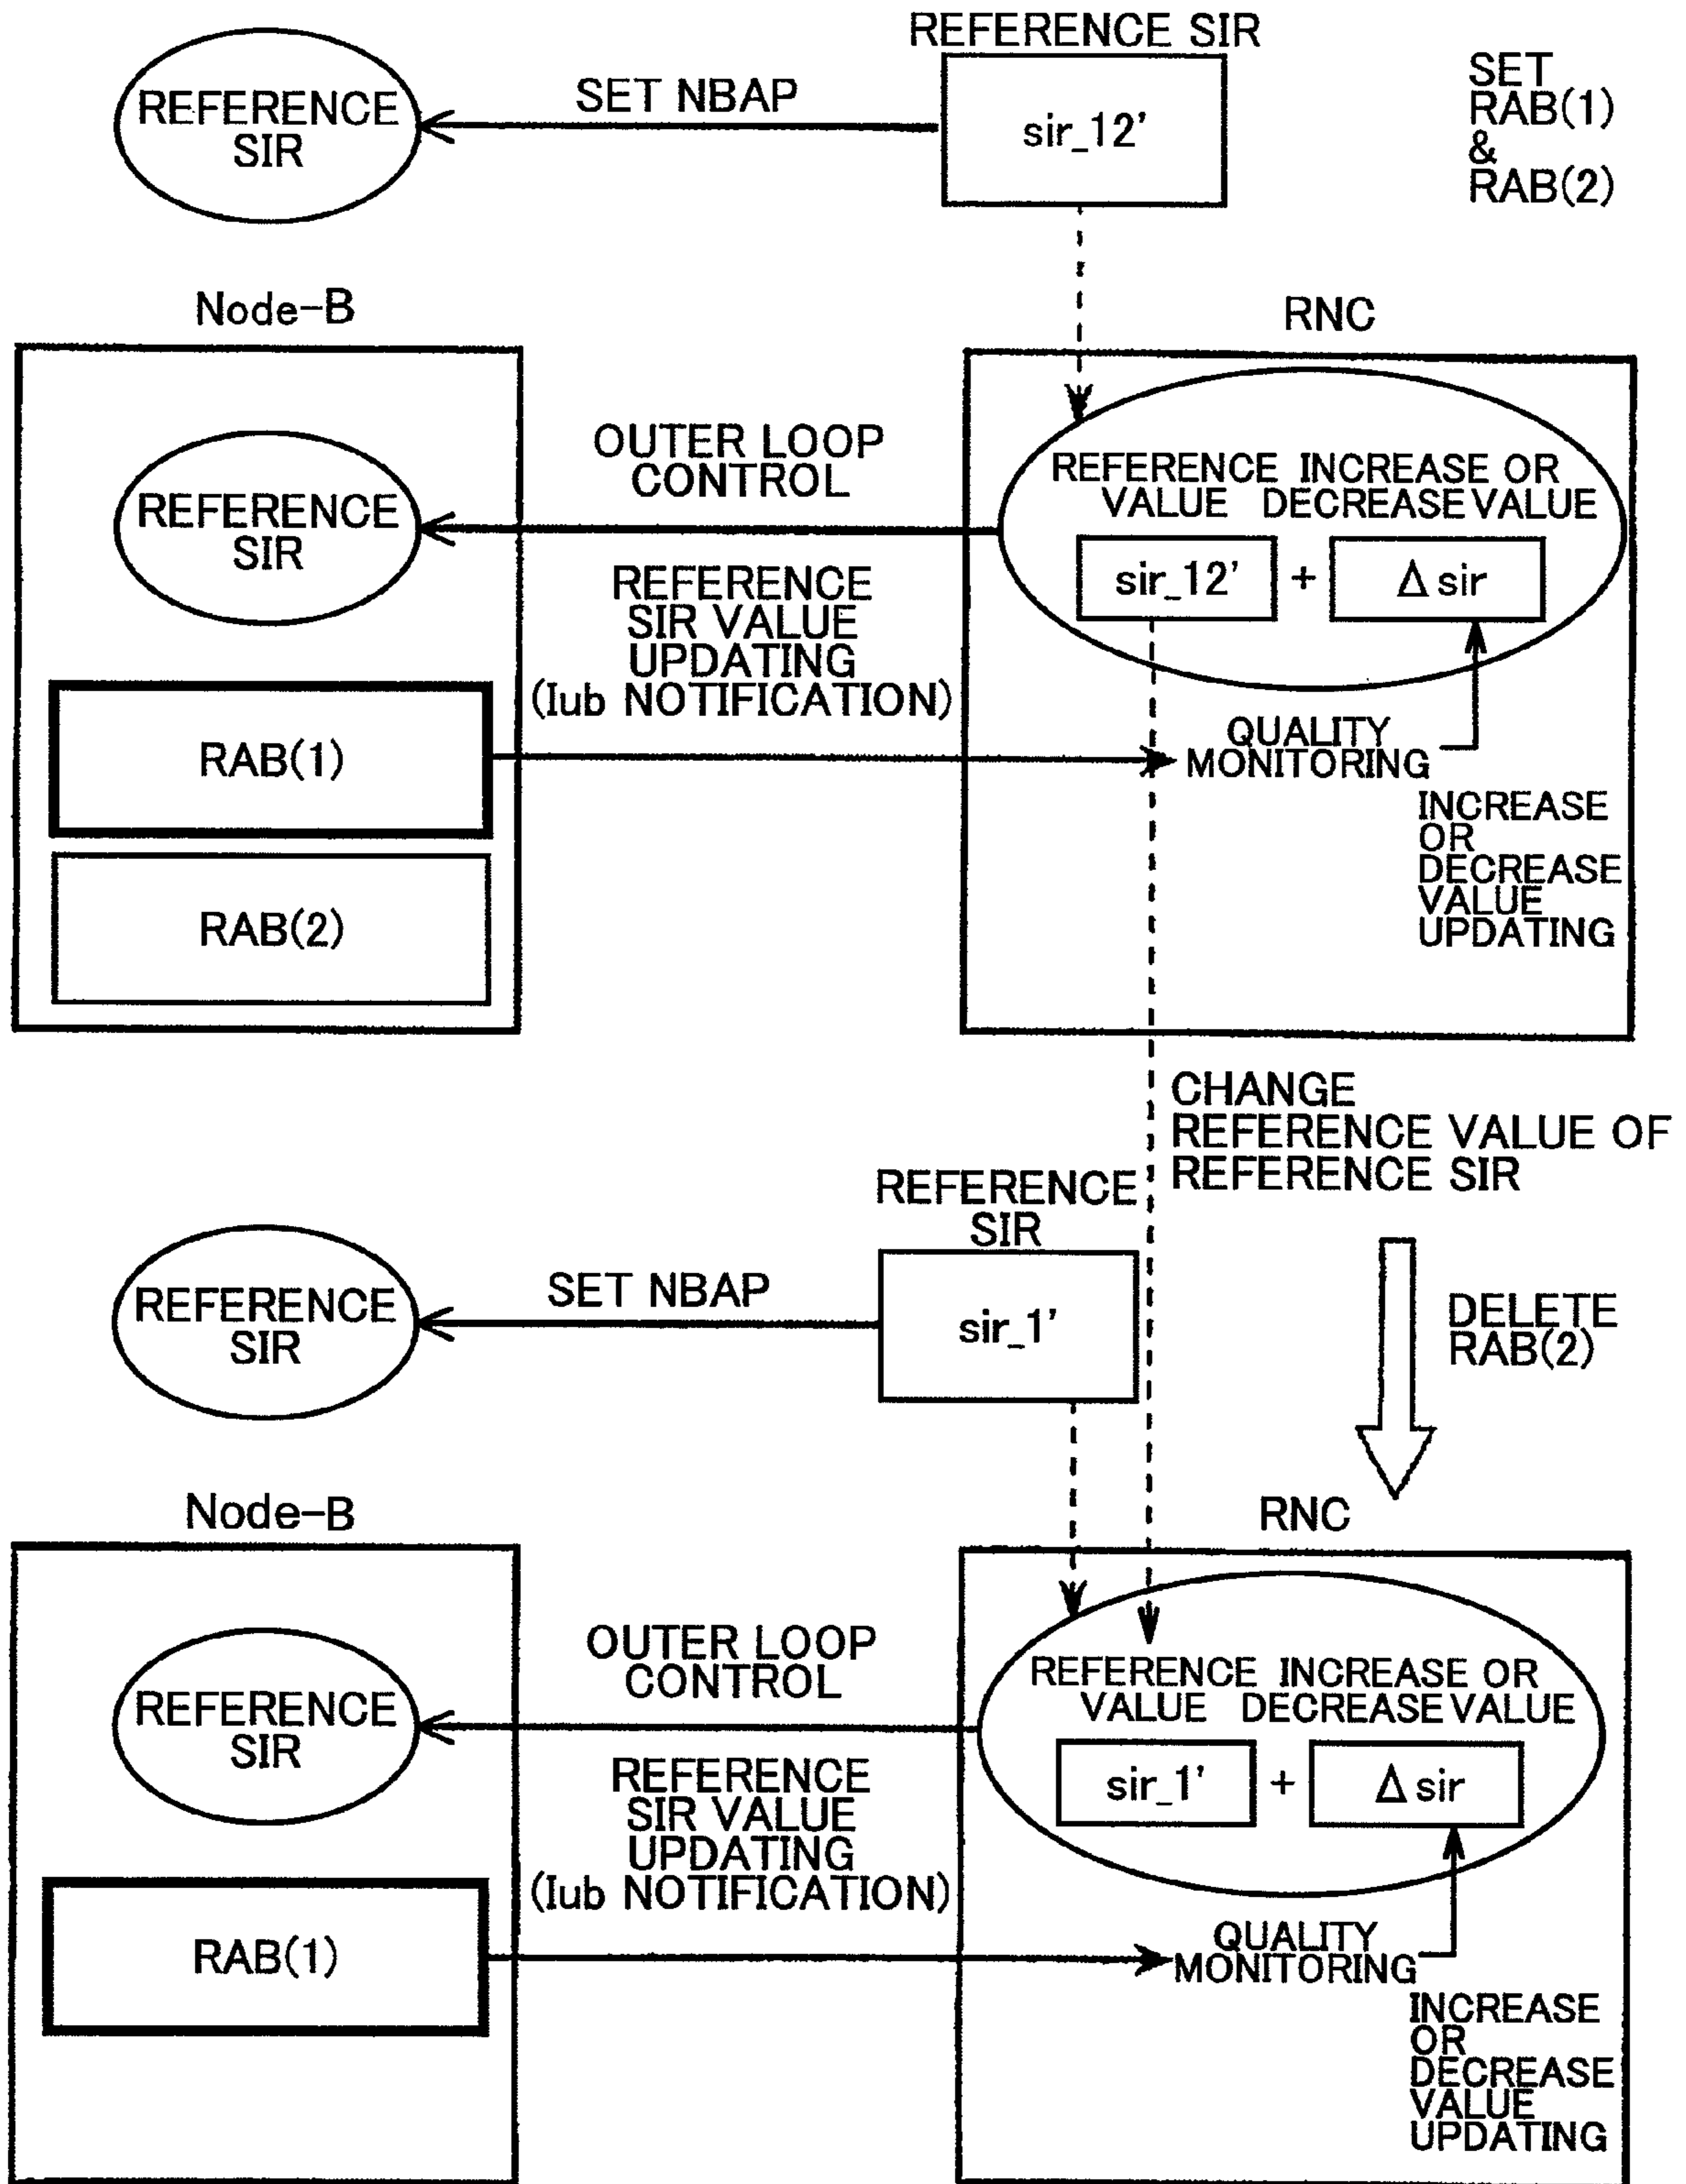 REFERENCE SIR
REFERENCE
SIR
SET NBAP
sir_12'
SET
RAB(1)
&
RAB(2)
Node-B
RNC
REFERENCE
SIR
OUTER LOOP
CONTROL
REFERENCE INCREASE OR
VALUE DECREASE VALUE
sir_12' + Δ sir
REFERENCE
SIR VALUE
UPDATING
(Iub NOTIFICATION)
RAB(1)
QUALITY
MONITORING
INCREASE
OR
DECREASE
VALUE
UPDATING
RAB(2)
CHANGE
REFERENCE VALUE OF
REFERENCE SIR
REFERENCE
SIR
REFERENCE
SIR
SET NBAP
sir_1'
DELETE
RAB(2)
Node-B
RNC
REFERENCE
SIR
OUTER LOOP
CONTROL
REFERENCE INCREASE OR
VALUE DECREASE VALUE
sir_1' + Δ sir
REFERENCE
SIR VALUE
UPDATING
(Iub NOTIFICATION)
RAB(1)
QUALITY
MONITORING
INCREASE
OR
DECREASE
VALUE
UPDATING